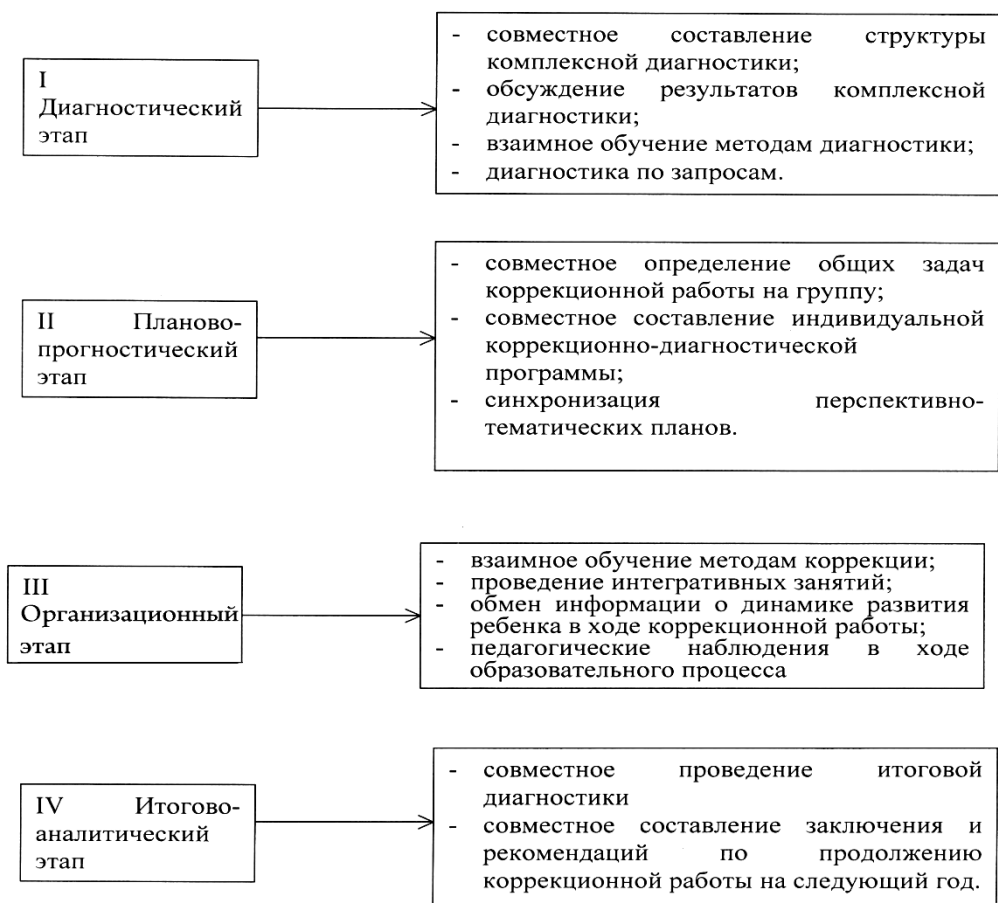 I
Диагностический
этап
- совместное составление структуры
комплексной диагностики;
- обсуждение результатов комплексной
диагностики;
- взаимное обучение методам диагностики;
- диагностика по запросам.
II Планово-
прогностический
этап
- совместное определение общих задач
коррекционной работы на группу;
- совместное составление индивидуальной
коррекционно-диагностической
программы;
- синхронизация перспективно-
тематических планов.
III
Организационный
этап
- взаимное обучение методам коррекции;
- проведение интегративных занятий;
- обмен информации о динамике развития
ребенка в ходе коррекционной работы;
- педагогические наблюдения в ходе
образовательного процесса
IV Итогово-
аналитический
этап
- совместное проведение итоговой
диагностики
- совместное составление заключения и
рекомендаций по продолжению
коррекционной работы на следующий год.